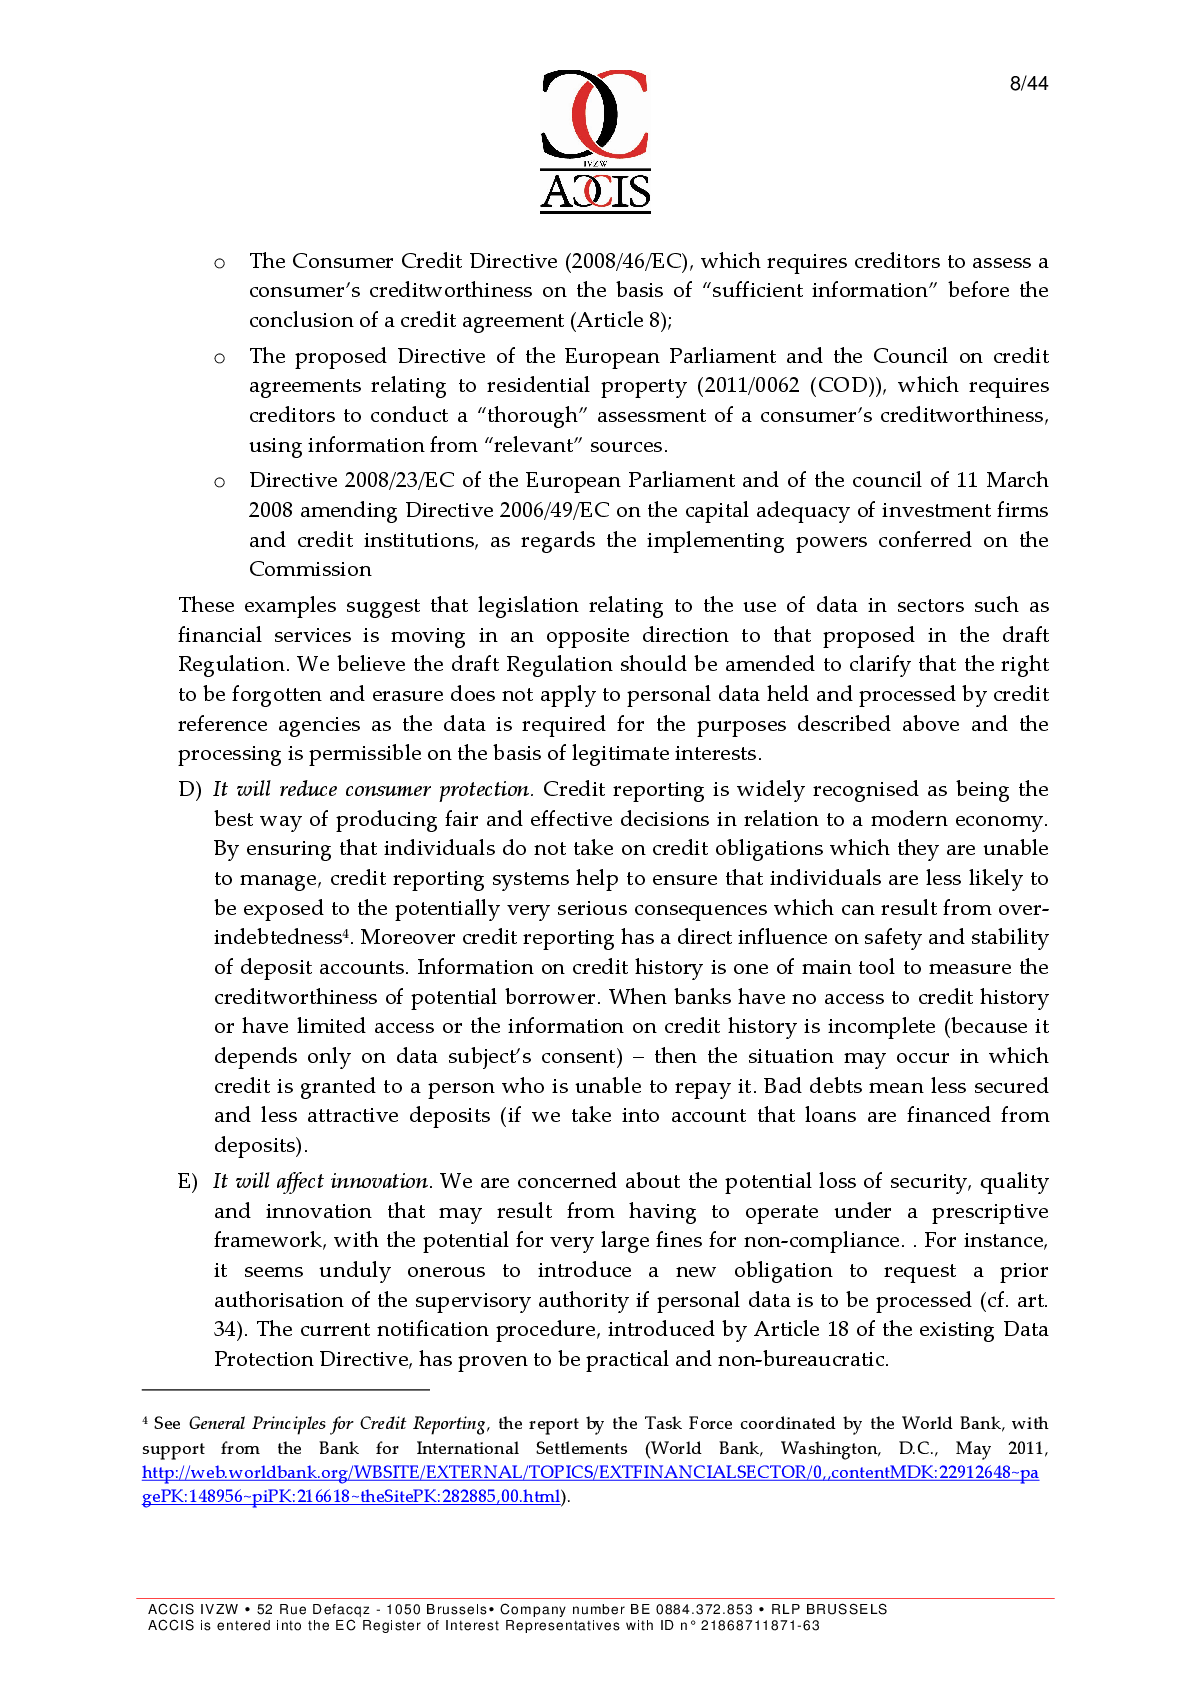 8/44
IVZW
ACCIS
o The Consumer Credit Directive (2008/46/EC), which requires creditors to assess a
consumer’s creditworthiness on the basis of “sufficient information” before the
conclusion of a credit agreement (Article 8);
o The proposed Directive of the European Parliament and the Council on credit
agreements relating to residential property (2011/0062 (COD)), which requires
creditors to conduct a “thorough” assessment of a consumer’s creditworthiness,
using information from “relevant” sources.
o Directive 2008/23/EC of the European Parliament and of the council of 11 March
2008 amending Directive 2006/49/EC on the capital adequacy of investment firms
and credit institutions, as regards the implementing powers conferred on the
Commission
These examples suggest that legislation relating to the use of data in sectors such as
financial services is moving in an opposite direction to that proposed in the draft
Regulation. We believe the draft Regulation should be amended to clarify that the right
to be forgotten and erasure does not apply to personal data held and processed by credit
reference agencies as the data is required for the purposes described above and the
processing is permissible on the basis of legitimate interests.
D) It will reduce consumer protection. Credit reporting is widely recognised as being the
best way of producing fair and effective decisions in relation to a modern economy.
By ensuring that individuals do not take on credit obligations which they are unable
to manage, credit reporting systems help to ensure that individuals are less likely to
be exposed to the potentially very serious consequences which can result from over-
indebtedness⁴. Moreover credit reporting has a direct influence on safety and stability
of deposit accounts. Information on credit history is one of main tool to measure the
creditworthiness of potential borrower. When banks have no access to credit history
or have limited access or the information on credit history is incomplete (because it
depends only on data subject’s consent) – then the situation may occur in which
credit is granted to a person who is unable to repay it. Bad debts mean less secured
and less attractive deposits (if we take into account that loans are financed from
deposits).
E) It will affect innovation. We are concerned about the potential loss of security, quality
and innovation that may result from having to operate under a prescriptive
framework, with the potential for very large fines for non-compliance. . For instance,
it seems unduly onerous to introduce a new obligation to request a prior
authorisation of the supervisory authority if personal data is to be processed (cf. art.
34). The current notification procedure, introduced by Article 18 of the existing Data
Protection Directive, has proven to be practical and non-bureaucratic.
⁴ See General Principles for Credit Reporting, the report by the Task Force coordinated by the World Bank, with
support from the Bank for International Settlements (World Bank, Washington, D.C., May 2011,
http://web.worldbank.org/WBSITE/EXTERNAL/TOPICS/EXTFINANCIALSECTOR/0,,contentMDK:22912648~pa
gePK:148956~piPK:216618~theSitePK:282885,00.html).
ACCIS IVZW • 52 Rue Defacqz - 1050 Brussels• Company number BE 0884.372.853 • RLP BRUSSELS
ACCIS is entered into the EC Register of Interest Representatives with ID n° 21868711871-63